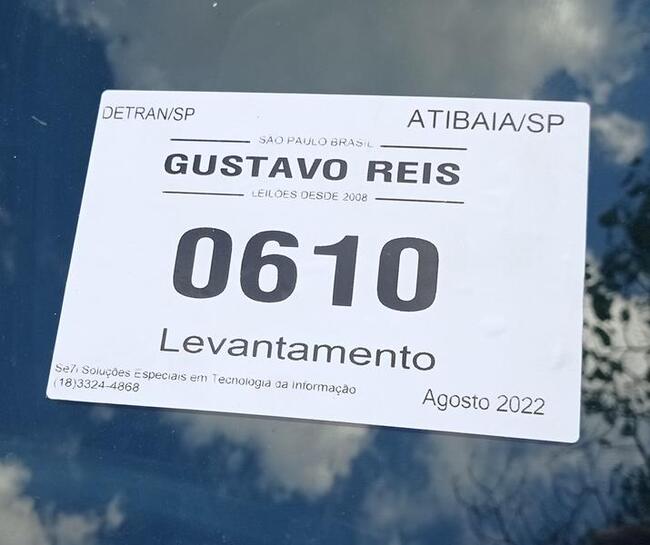 DETRAN/SP
ATIBAIA/SP
SÃO PAULO BRASIL
GUSTAVO REIS
LEILÕES DESDE 2008
0610
Levantamento
Se7i Soluções Especiais em Tecnologia da Informação
(18)3324-4868
Agosto 2022